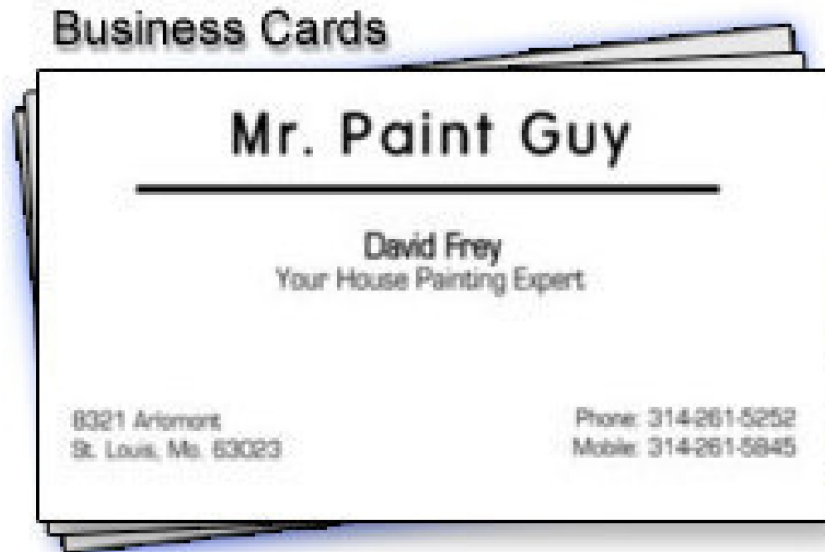 Business Cards
Mr. Paint Guy
David Frey
Your House Painting Expert
8321
St. Louis, Mo. 63023
Phone: 314-261-5252
Mobile: 314-261-5845